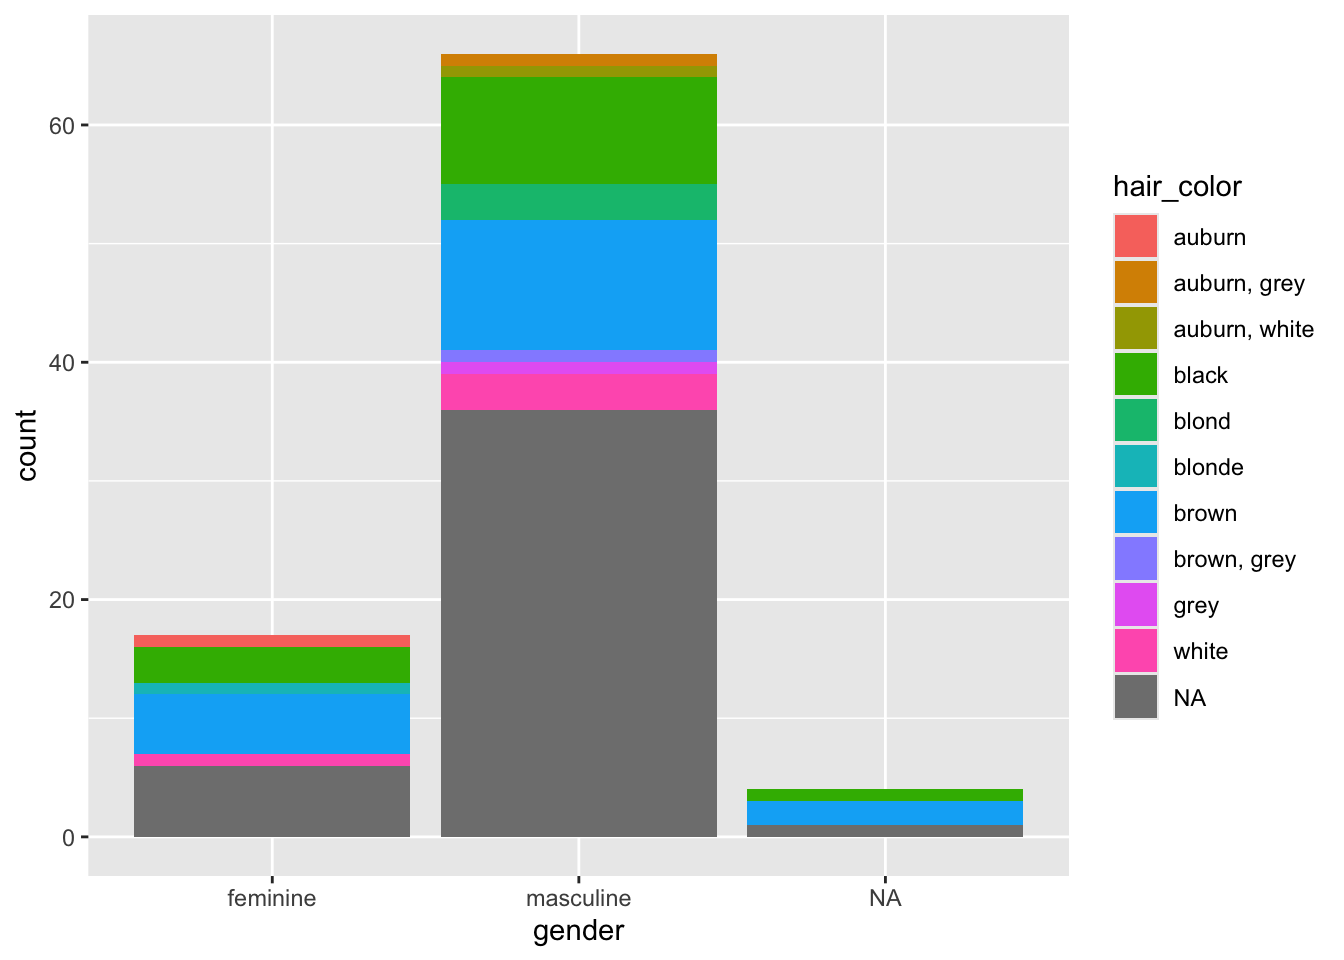 60
40
20
0
count
feminine
masculine
NA
gender
hair_color
auburn
auburn, grey
auburn, white
black
blond
blonde
brown
brown, grey
grey
white
NA